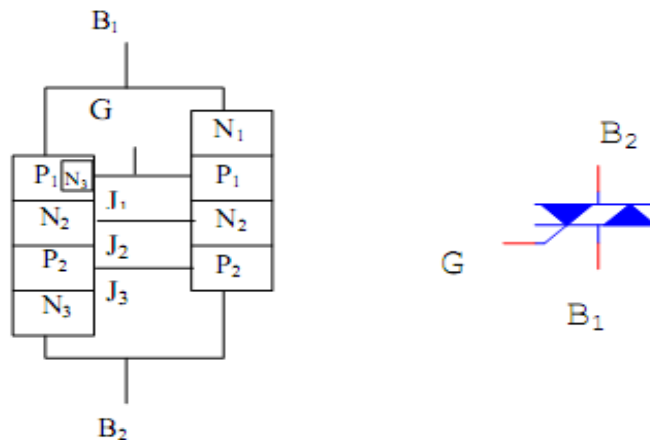 B₁
G
N₁
P₁ N₃ P₁
J₁
N₂ N₂
J₂
P₂ P₂
J₃
N₃
B₂
B₂
G
B₁